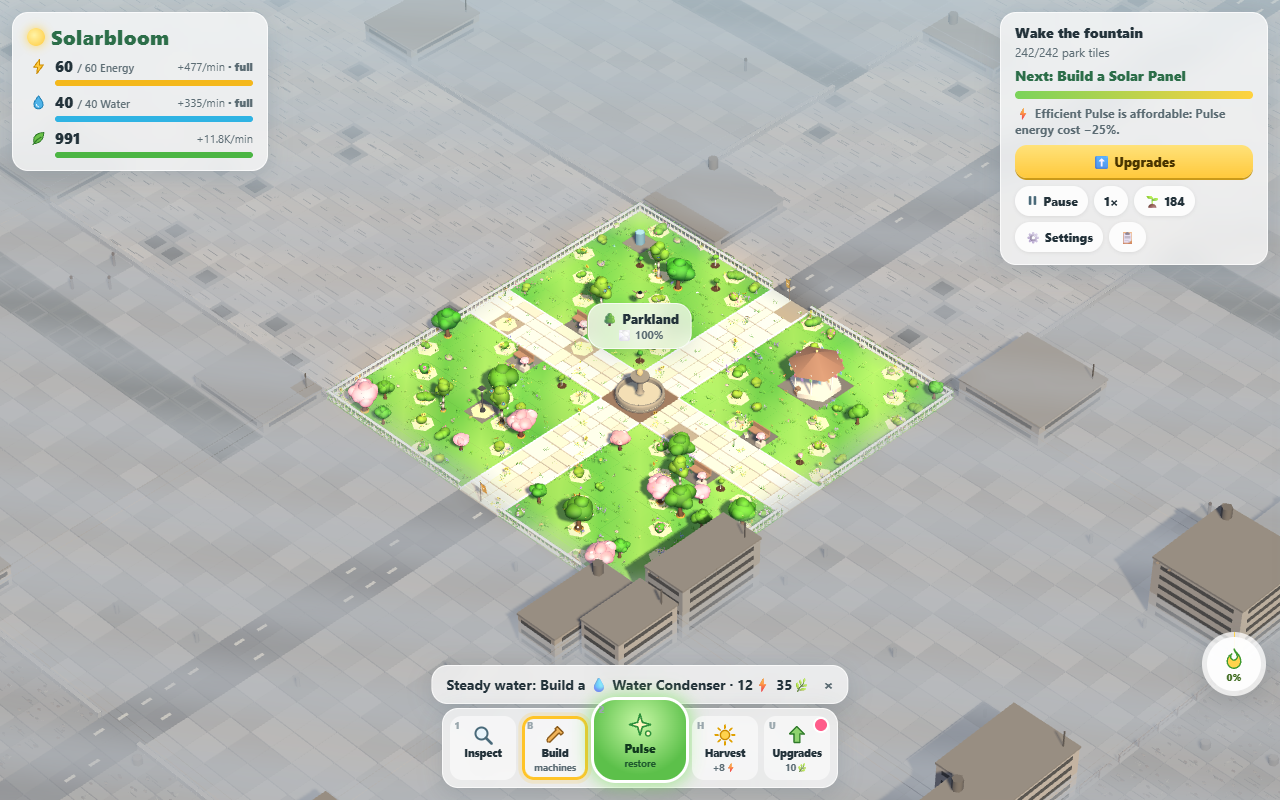 Solarbloom
60 / 60 Energy +477/min · full
40 / 40 Water +335/min · full
991 +11.8K/min
Wake the fountain
242/242 park tiles
Next: Build a Solar Panel
Efficient Pulse is affordable: Pulse
energy cost −25%.
Upgrades
Pause 1× 184
Settings
Parkland
100%
0%
Steady water: Build a Water Condenser · 12 35 ×
1 Inspect
B Build
machines
Pulse
restore
H Harvest
+8
U Upgrades
10